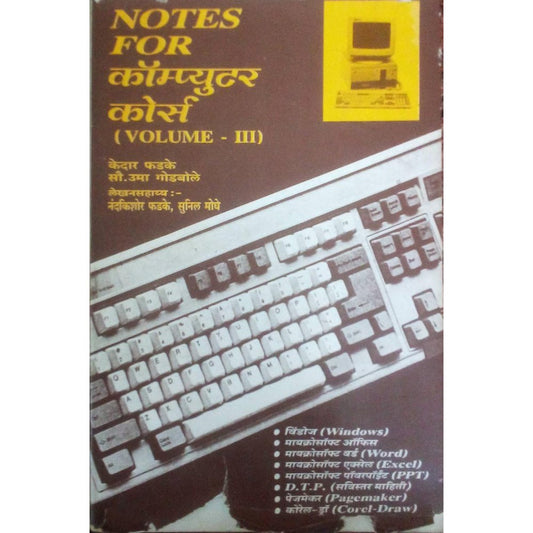 NOTES
FOR
कॉम्प्युटर
कोर्स
(VOLUME - III)
केदार फडके
सौ. उमा गोडबोले
लेखनसहाय्य :-
नंदकिशोर फडके, सुनिल मोघे
• विंडोज (Windows)
• मायक्रोसॉफ्ट ऑफिस
• मायक्रोसॉफ्ट वर्ड (Word)
• मायक्रोसॉफ्ट एक्सेल (Excel)
• मायक्रोसॉफ्ट पॉवरपॉईंट (PPT)
• D.T.P. (सविस्तर माहिती)
• पेजमेकर (Pagemaker)
• कोरेल-ड्रॉ (Corel-Draw)